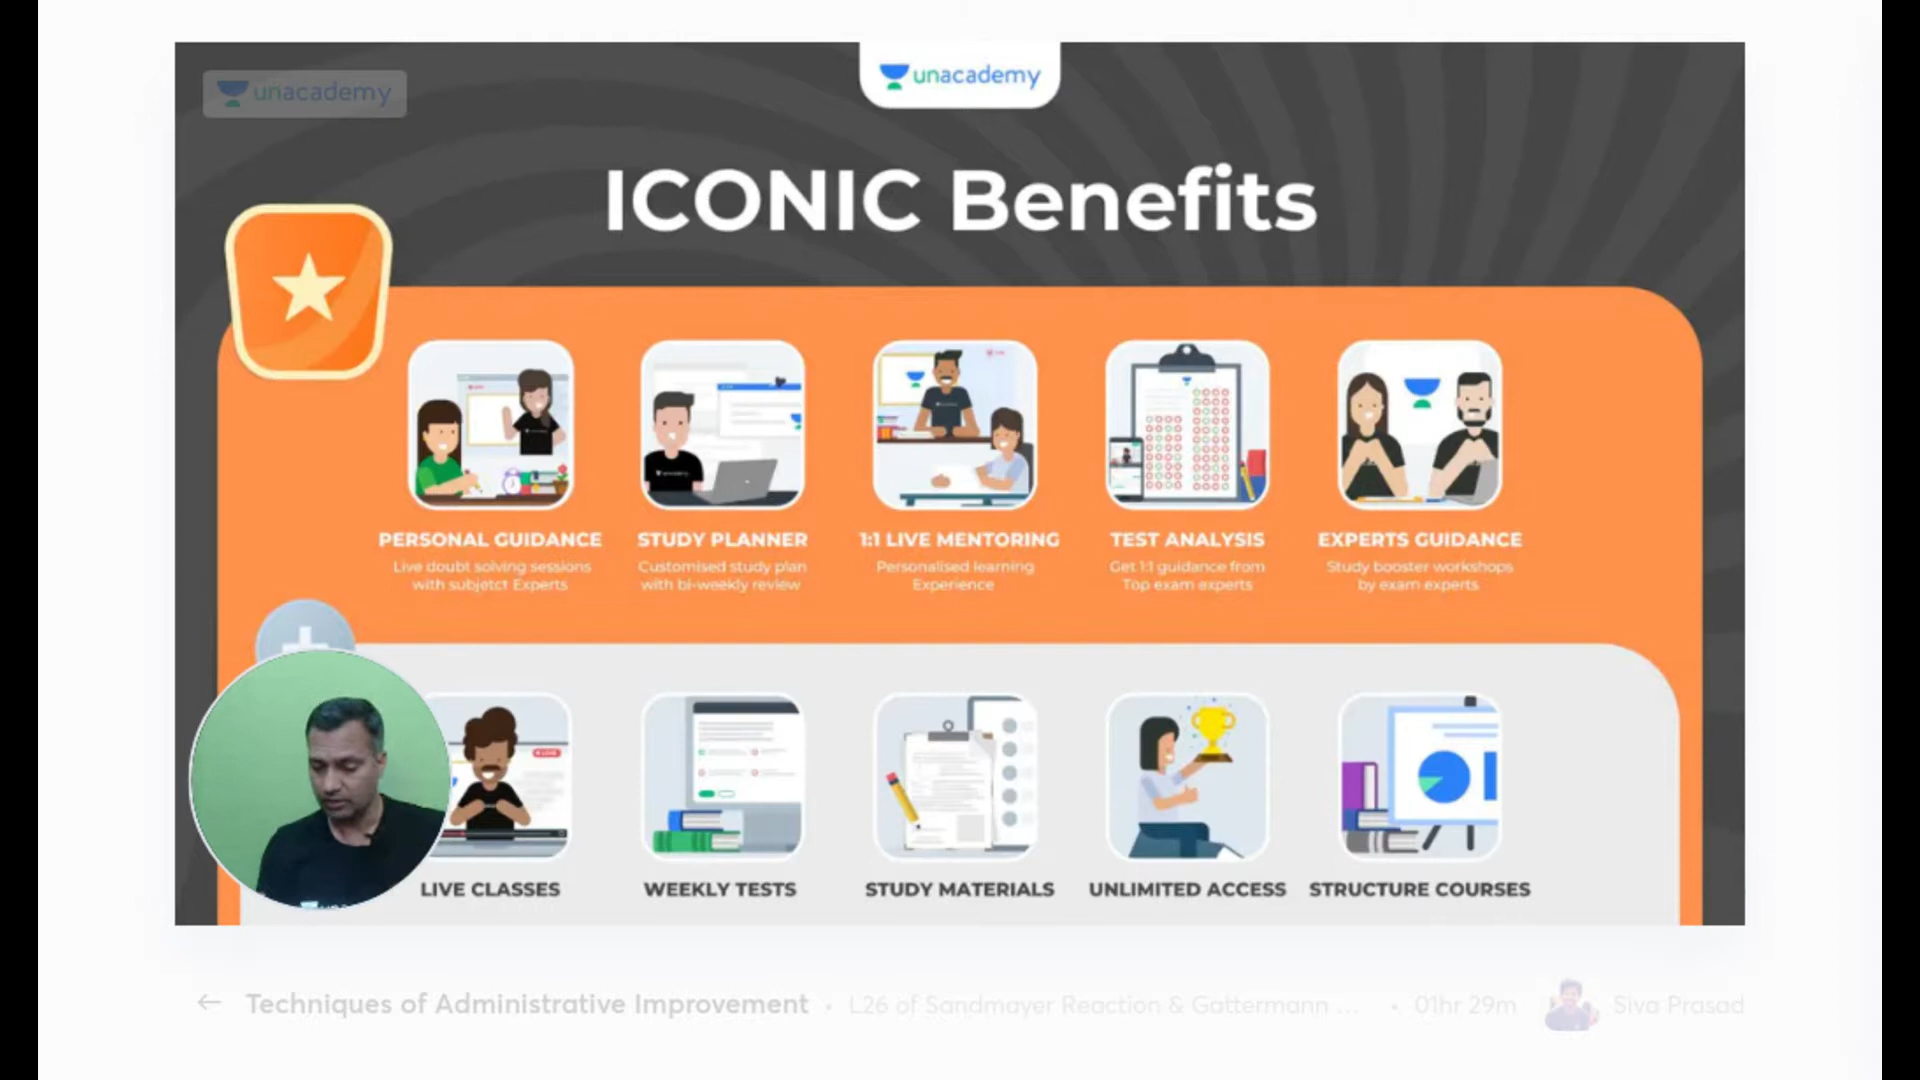 unacademy
unacademy
ICONIC Benefits
PERSONAL GUIDANCE
Live doubt solving sessions
with subjetct Experts
STUDY PLANNER
Customised study plan
with bi-weekly review
1:1 LIVE MENTORING
Personalised learning
Experience
TEST ANALYSIS
Get 1:1 guidance from
Top exam experts
EXPERTS GUIDANCE
Study booster workshops
by exam experts
LIVE CLASSES
WEEKLY TESTS
STUDY MATERIALS
UNLIMITED ACCESS
STRUCTURE COURSES
← Techniques of Administrative Improvement • L26 of Sandmayer Reaction & Gattermann ... • 01hr 29m Siva Prasad